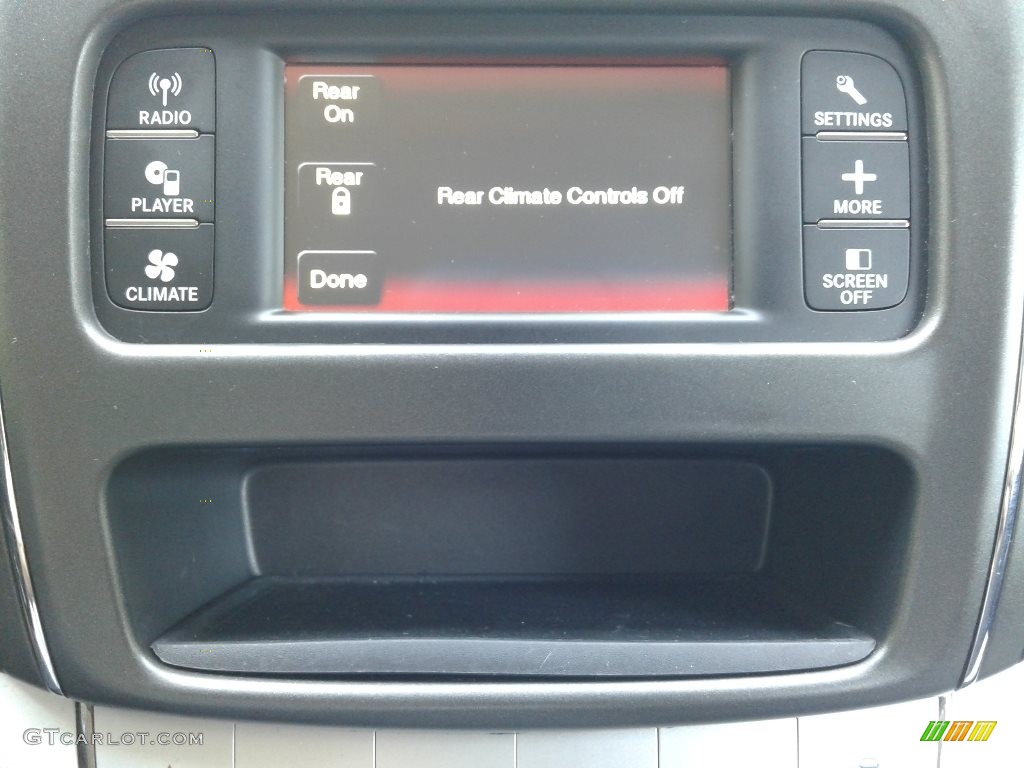 RADIO
PLAYER
CLIMATE
Rear
On
Rear
Done
Rear Climate Controls Off
SETTINGS
MORE
SCREEN
OFF
GTCARLOT.COM